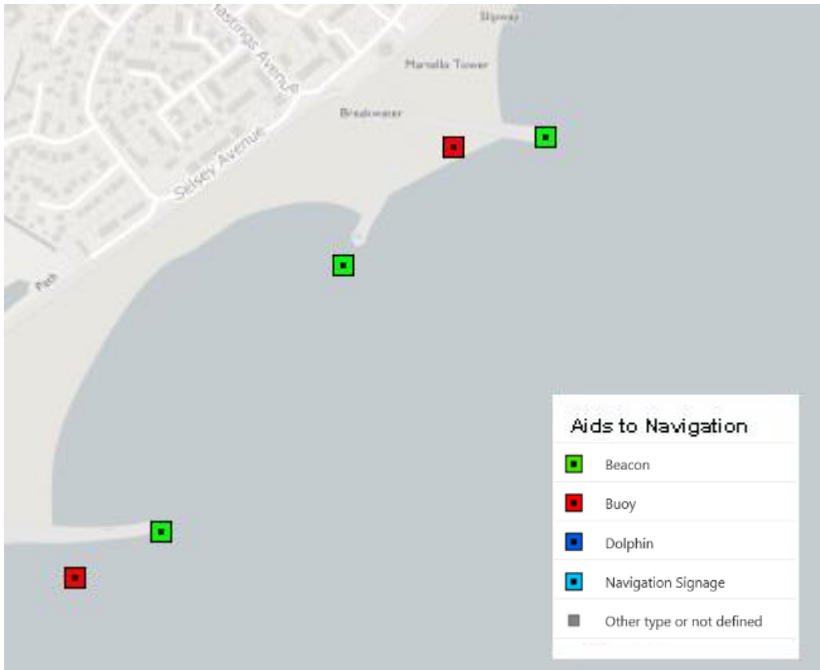 Slipway
Hastings Avenue
Martello Tower
Breakwater
Selsey Avenue
Path
Aids to Navigation
Beacon
Buoy
Dolphin
Navigation Signage
Other type or not defined